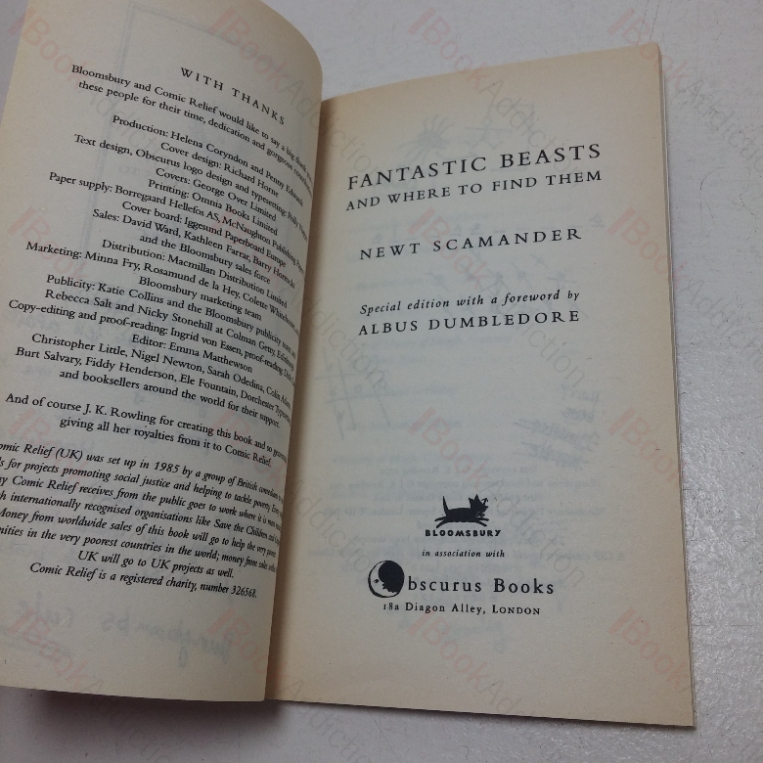 WITH THANKS
Bloomsbury and Comic Relief would like to say a big thank
these people for their time, dedication and gorgeous
Production: Helena Coryndon and Penny Edwards
Cover design: Richard Horne
Text design, Obscurus logo design and typesetting: Polly
Covers: George Over Limited
Printing: Omnia Books Limited
Paper supply: Borregaard Hellefos AS, McNaughton Publishing Papers
Cover board: Iggesund Paperboard Europe
Sales: David Ward, Kathleen Farrar, Barry
and the Bloomsbury sales force
Distribution: Macmillan Distribution Limited
Marketing: Minna Fry, Rosamund de la Hey, Colette
Bloomsbury marketing team
Publicity: Katie Collins and the Bloomsbury publicity team
Rebecca Salt and Nicky Stonehill at Colman Getty,
Copy-editing and proof-reading: Ingrid von Essen, proof-reading:
Editor: Emma Matthewson
Christopher Little, Nigel Newton, Sarah Odedina, Colin
Burt Salvary, Fiddy Henderson, Ele Fountain, Dorchester
and booksellers around the world for their support.
And of course J. K. Rowling for creating this book and so
giving all her royalties from it to Comic Relief.
omic Relief (UK) was set up in 1985 by a group of British comedians to
s for projects promoting social justice and helping to tackle poverty.
y Comic Relief receives from the public goes to work where it is most
h internationally recognised organisations like Save the Children and
Money from worldwide sales of this book will go to help the very poorest
nities in the very poorest countries in the world; money from sales
UK will go to UK projects as well.
Comic Relief is a registered charity, number 326568.
FANTASTIC BEASTS
AND WHERE TO FIND THEM
NEWT SCAMANDER
Special edition with a foreword by
ALBUS DUMBLEDORE
BLOOMSBURY
in association with
Obscurus Books
18a Diagon Alley, LONDON
BookAddiction